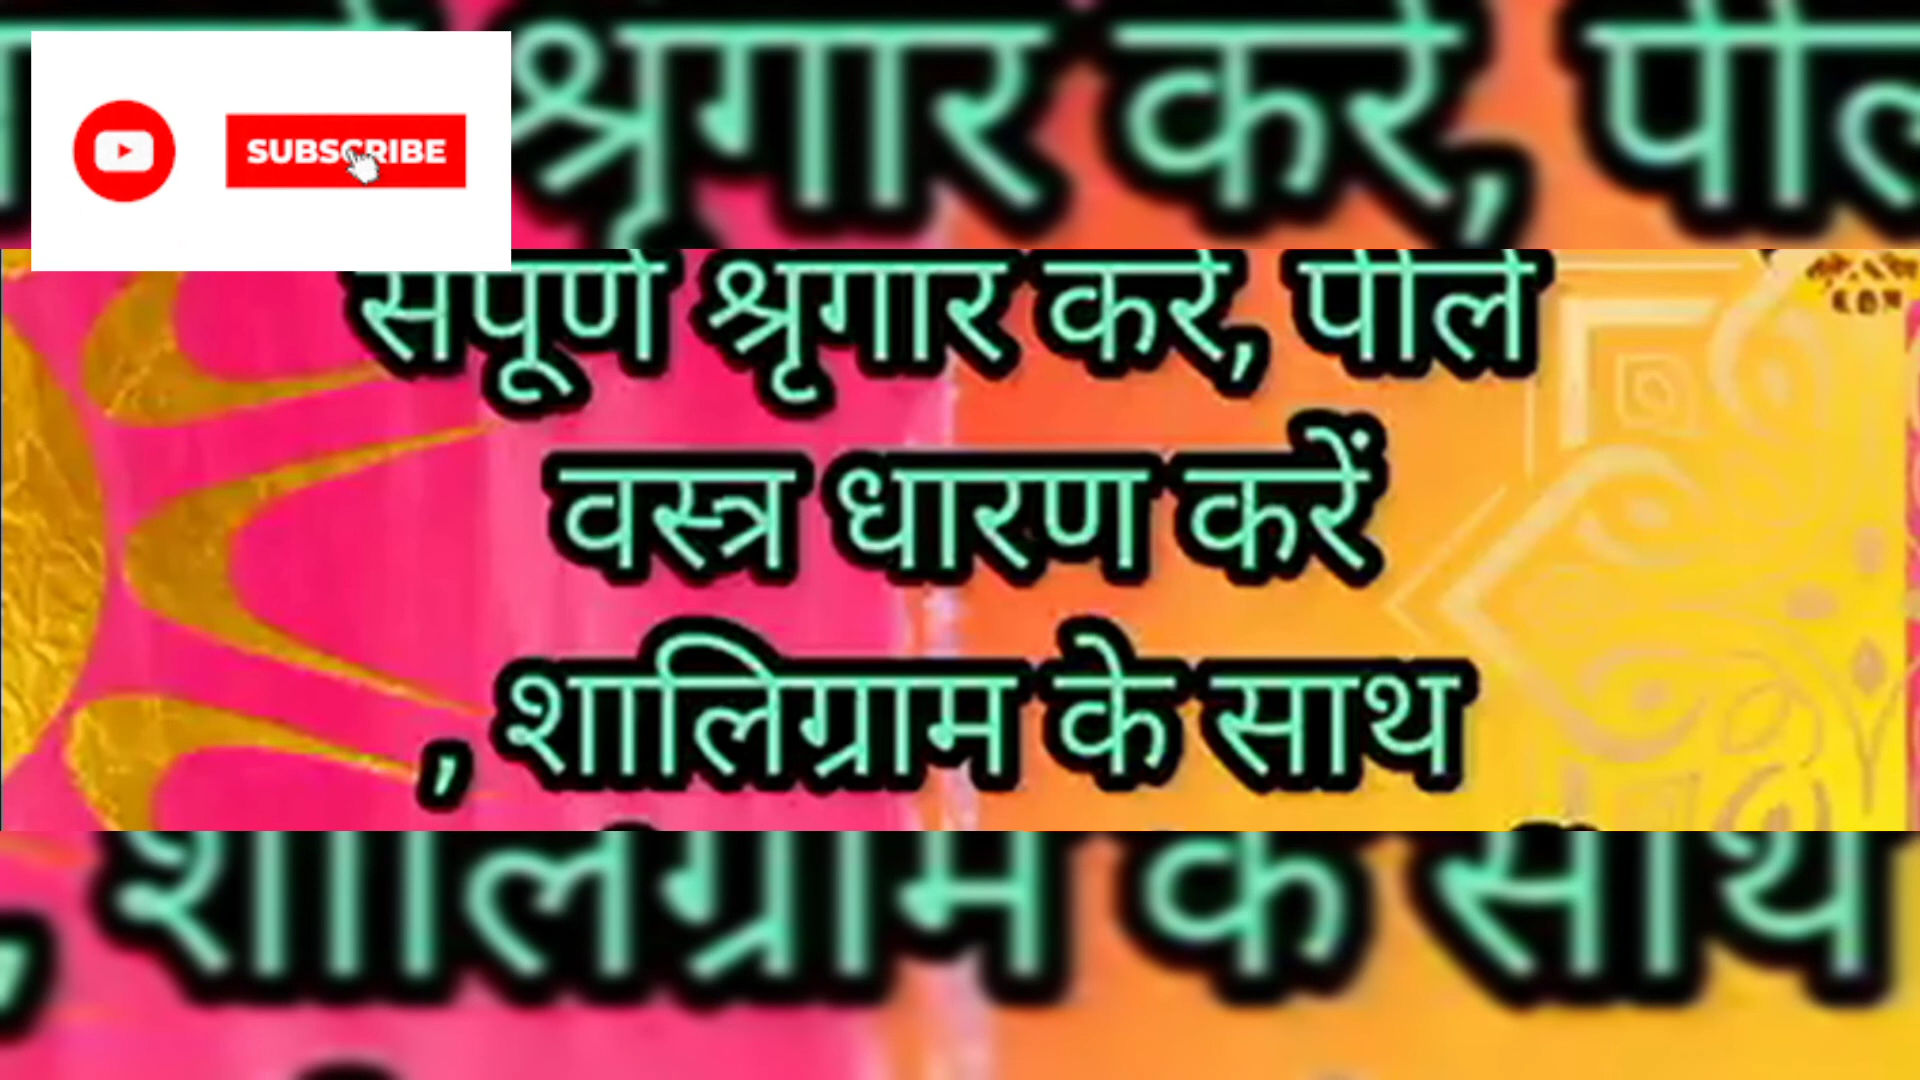 SUBSCRIBE
संपूर्ण श्रृंगार करें, पीले
वस्त्र धारण करें
, शालिग्राम के साथ